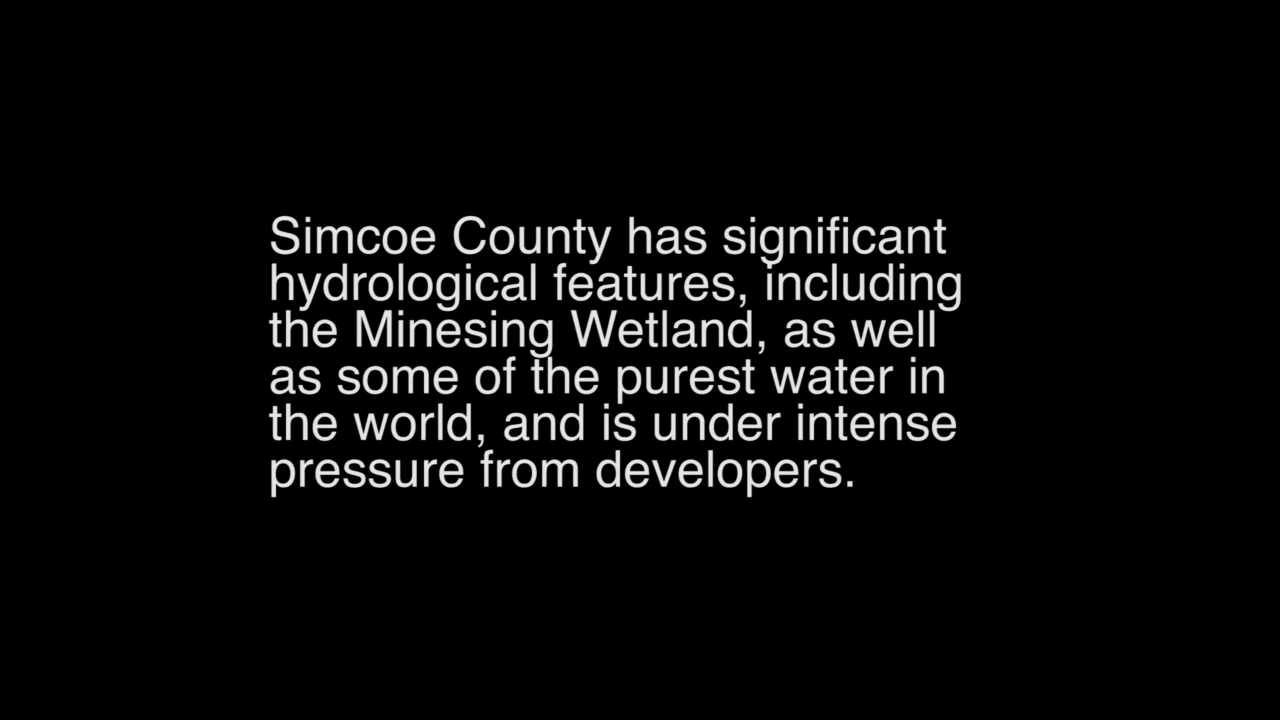 Simcoe County has significant
hydrological features, including
the Minesing Wetland, as well
as some of the purest water in
the world, and is under intense
pressure from developers.